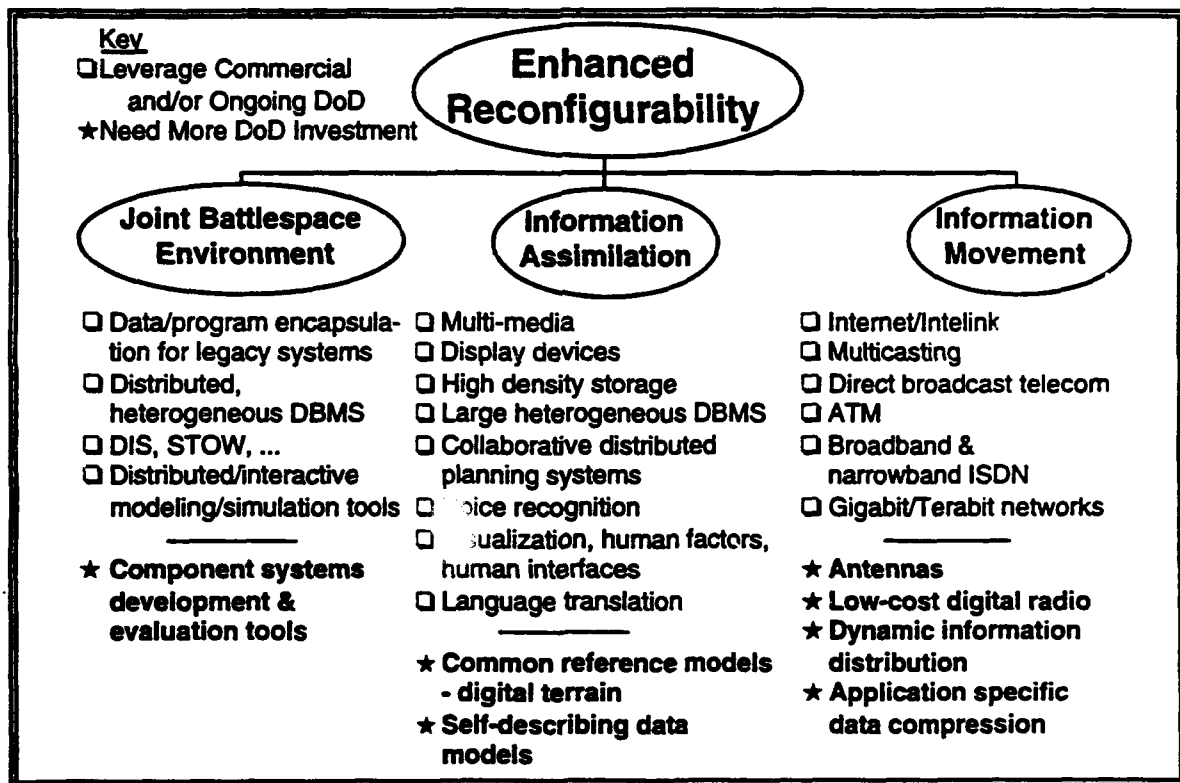 Key
❑Leverage Commercial
and/or Ongoing DoD
★Need More DoD Investment
Enhanced
Reconfigurability
Joint Battlespace
Environment
❑ Data/program encapsula-
tion for legacy systems
❑ Distributed,
heterogeneous DBMS
❑ DIS, STOW, ...
❑ Distributed/interactive
modeling/simulation tools
★ Component systems
development &
evaluation tools
Information
Assimilation
❑ Multi-media
❑ Display devices
❑ High density storage
❑ Large heterogeneous DBMS
❑ Collaborative distributed
planning systems
❑ oice recognition
❑ sualization, human factors,
human interfaces
❑ Language translation
★ Common reference models
- digital terrain
★ Self-describing data
models
Information
Movement
❑ Internet/Intelink
❑ Multicasting
❑ Direct broadcast telecom
❑ ATM
❑ Broadband &
narrowband ISDN
❑ Gigabit/Terabit networks
★ Antennas
★ Low-cost digital radio
★ Dynamic information
distribution
★ Application specific
data compression